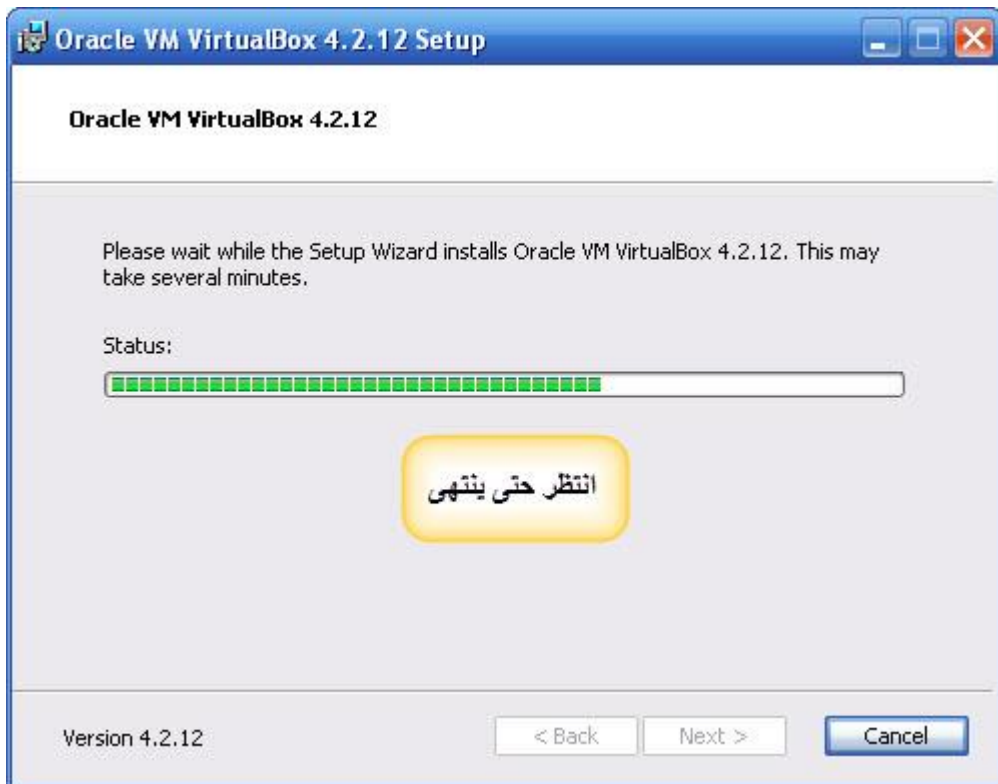 Oracle VM VirtualBox 4.2.12 Setup
Oracle VM VirtualBox 4.2.12
Please wait while the Setup Wizard installs Oracle VM VirtualBox 4.2.12. This may
take several minutes.
Status:
انتظر حتى ينتهى
Version 4.2.12
< Back
Next >
Cancel